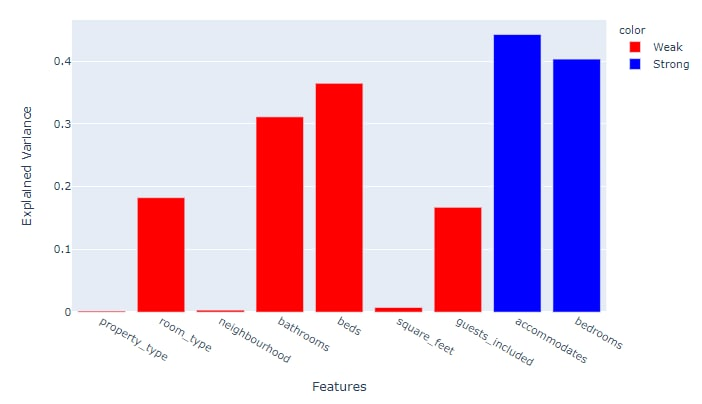 color
Weak
Strong
Explained Variance
0.4
0.3
0.2
0.1
0
property_type
room_type
neighbourhood
bathrooms
beds
square_feet
guests_included
accommodates
bedrooms
Features